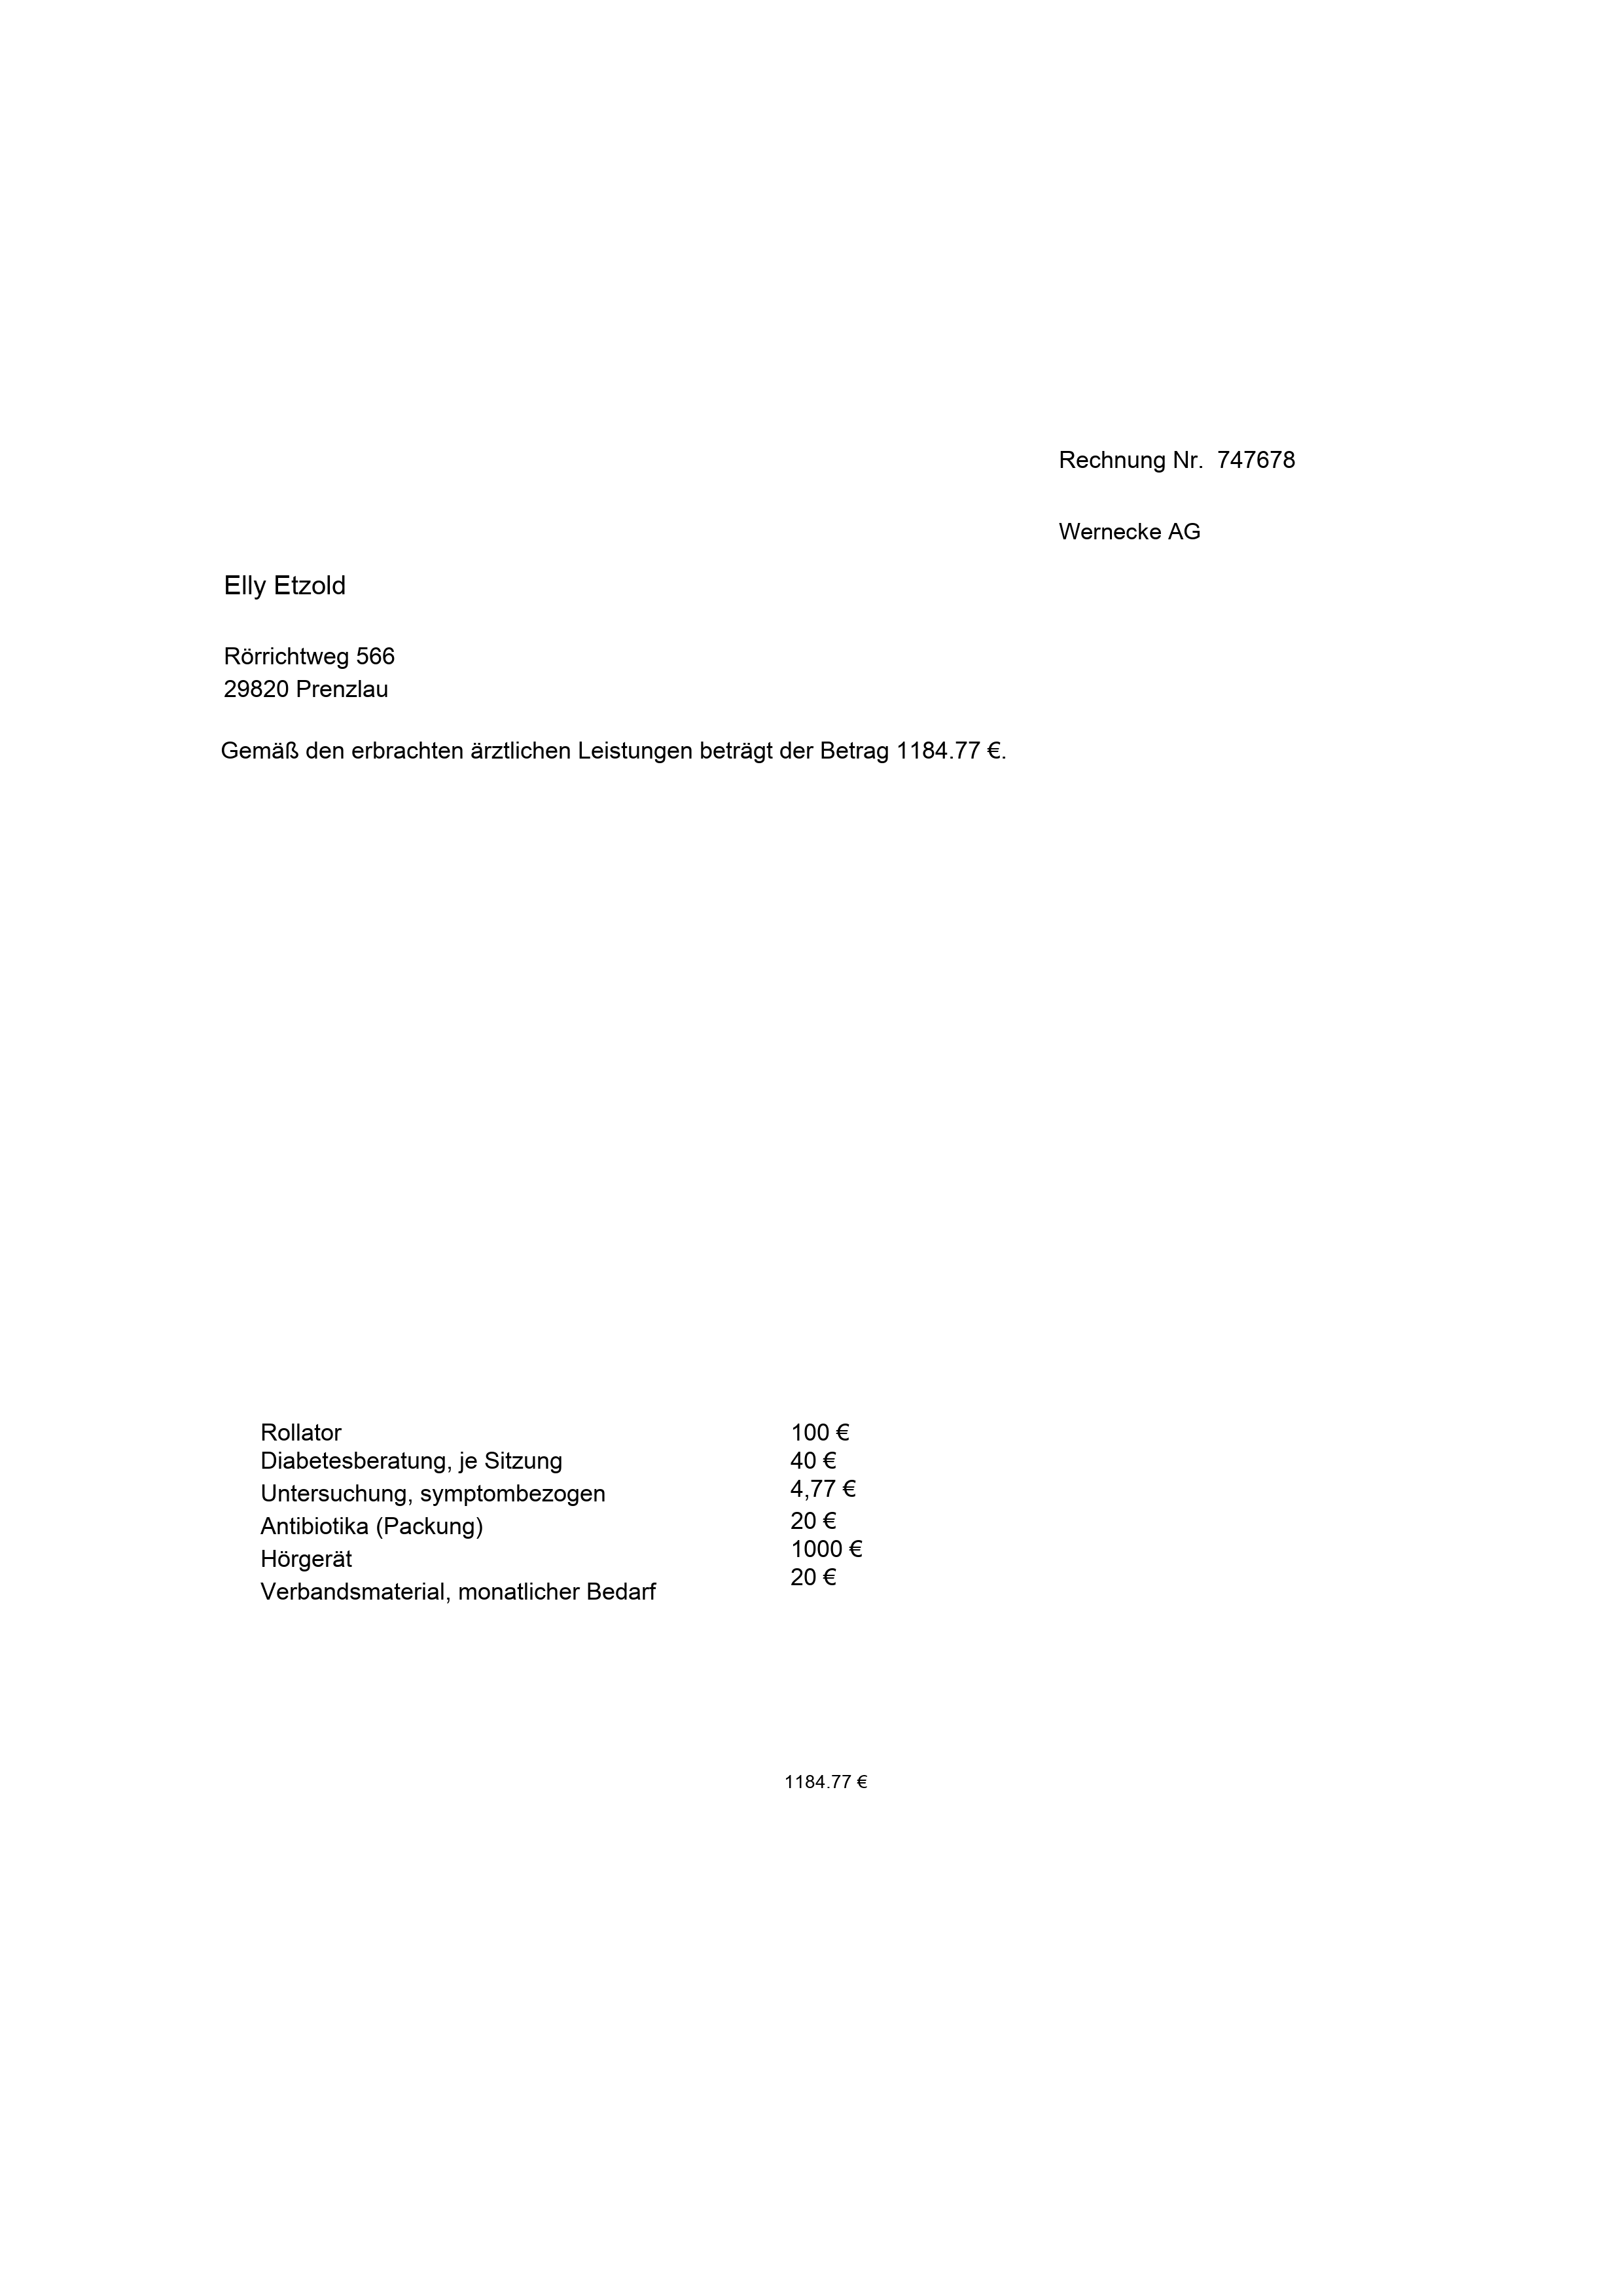 Rechnung Nr. 747678
Wernecke AG
Elly Etzold
Rörrichtweg 566
29820 Prenzlau
Gemäß den erbrachten ärztlichen Leistungen beträgt der Betrag 1184.77 €.
Rollator 100 €
Diabetesberatung, je Sitzung 40 €
Untersuchung, symptombezogen 4,77 €
Antibiotika (Packung) 20 €
Hörgerät 1000 €
Verbandsmaterial, monatlicher Bedarf 20 €
1184.77 €